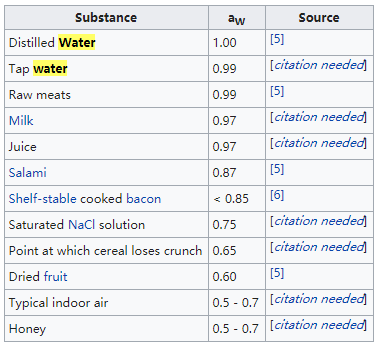 Substance aw Source
Distilled Water 1.00 [5]
Tap water 0.99 [citation needed]
Raw meats 0.99 [5]
Milk 0.97 [citation needed]
Juice 0.97 [citation needed]
Salami 0.87 [5]
Shelf-stable cooked bacon < 0.85 [6]
Saturated NaCl solution 0.75 [citation needed]
Point at which cereal loses crunch 0.65 [citation needed]
Dried fruit 0.60 [5]
Typical indoor air 0.5 - 0.7 [citation needed]
Honey 0.5 - 0.7 [citation needed]